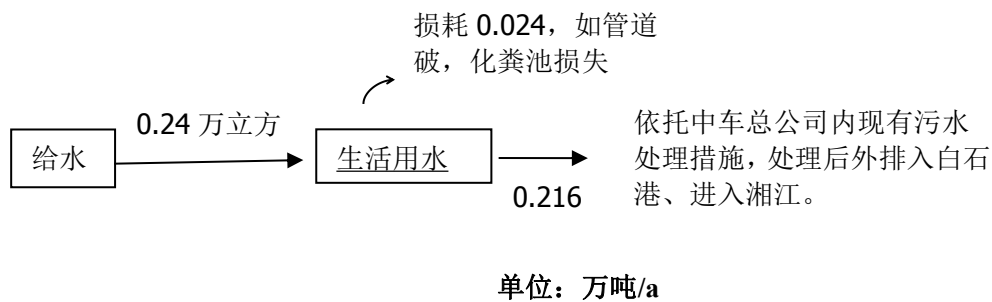 损耗 0.024，如管道
破，化粪池损失
0.24 万立方
给水
生活用水
0.216
依托中车总公司内现有污水
处理措施，处理后外排入白石
港、进入湘江。
单位：万吨/a